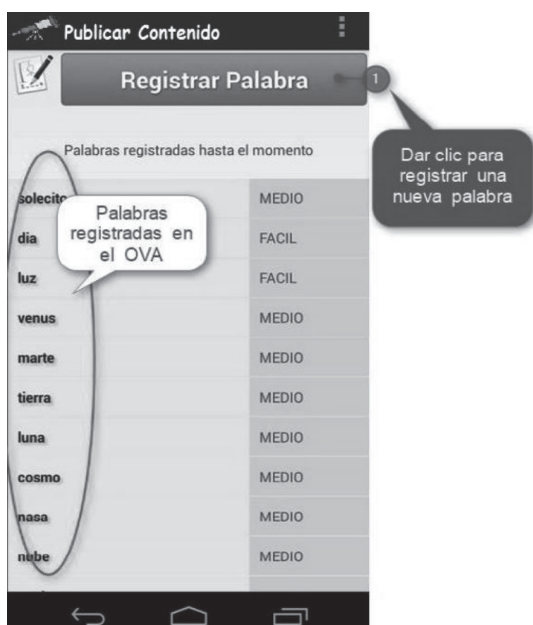 Publicar Contenido
Registrar Palabra
1
Dar clic para
registrar una
nueva palabra
Palabras registradas hasta el momento
Palabras
registradas en
el OVA
solecito MEDIO
dia FACIL
luz FACIL
venus MEDIO
marte MEDIO
tierra MEDIO
luna MEDIO
cosmo MEDIO
nasa MEDIO
nube MEDIO